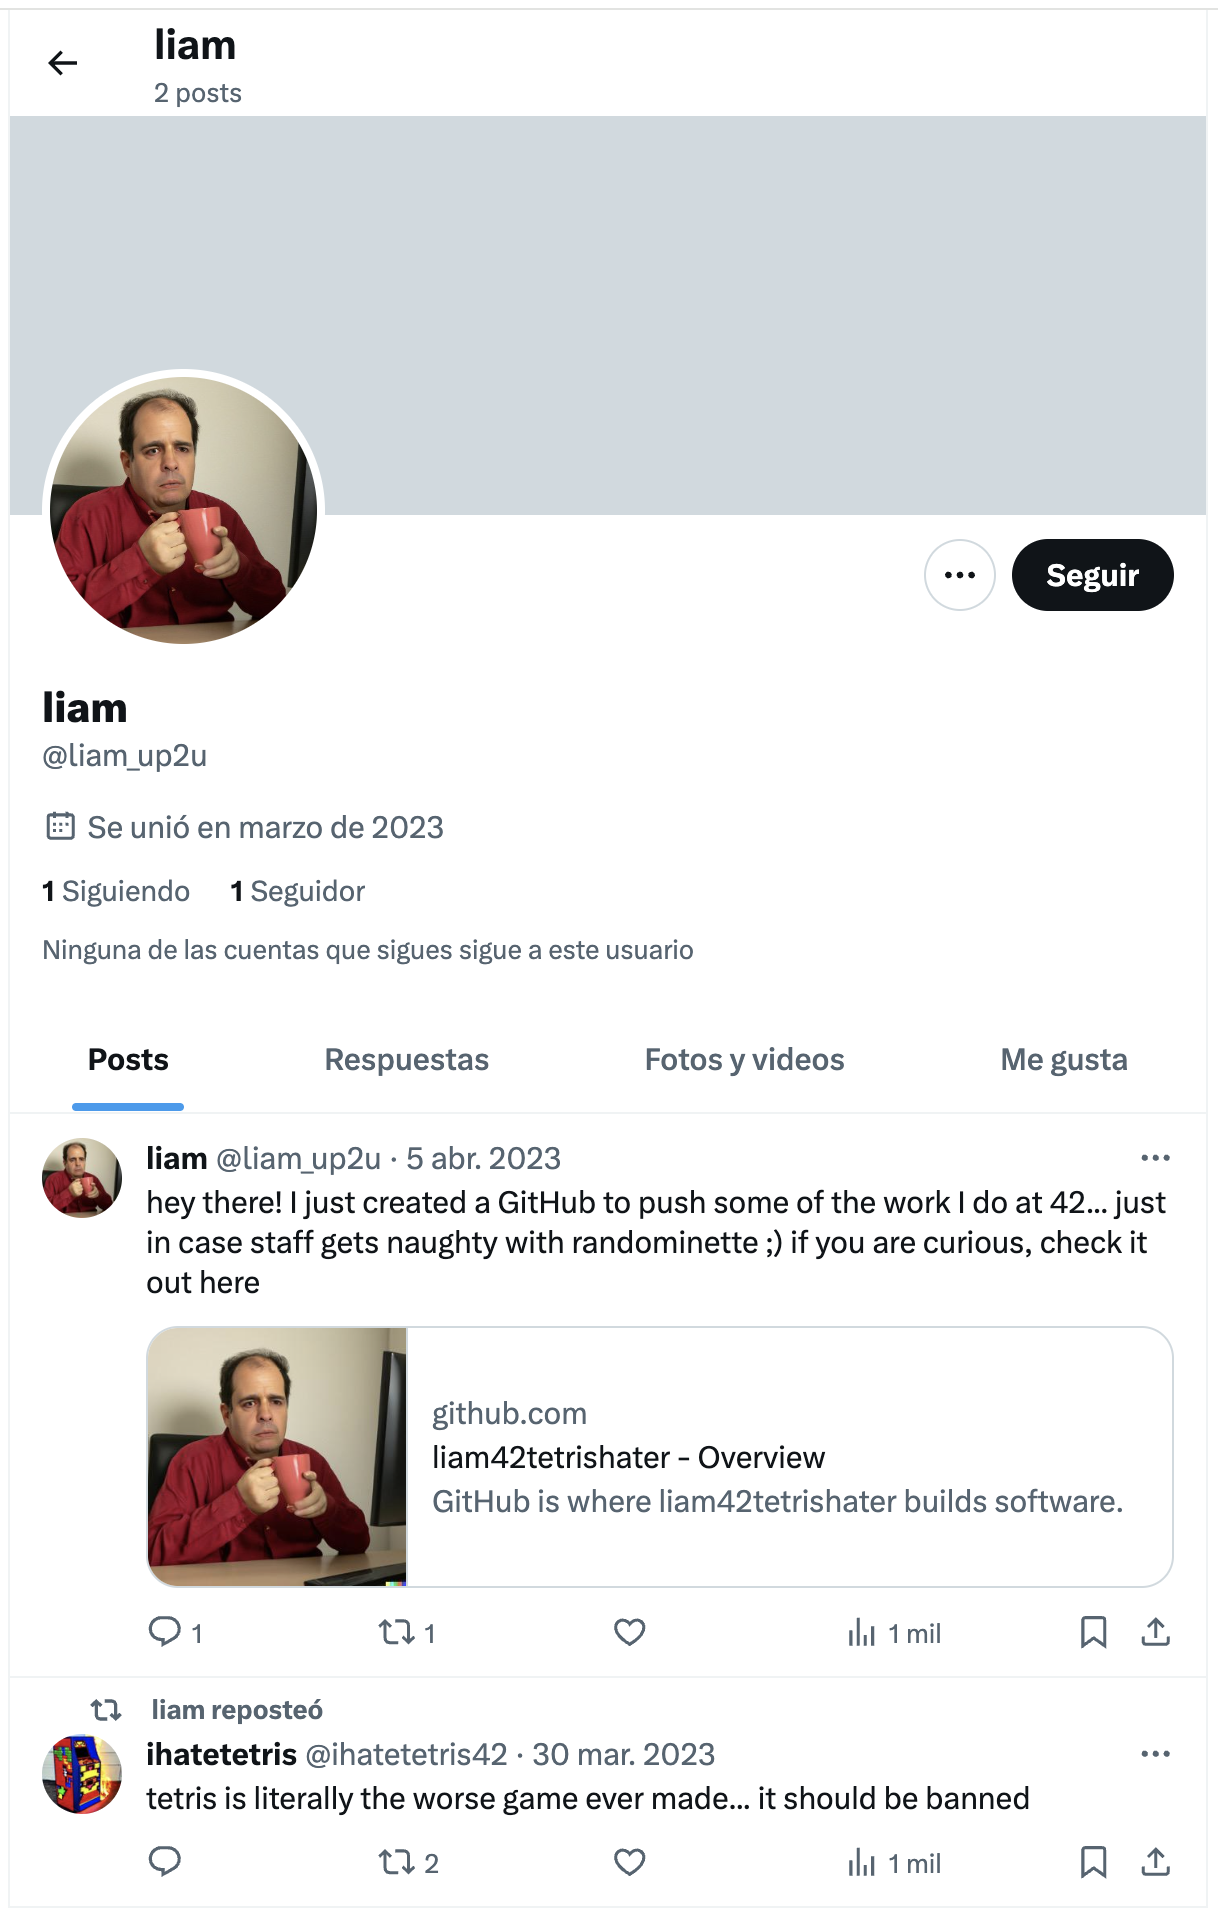 liam
2 posts
Seguir
liam
@liam_up2u
Se unió en marzo de 2023
1 Siguiendo 1 Seguidor
Ninguna de las cuentas que sigues sigue a este usuario
Posts Respuestas Fotos y videos Me gusta
liam @liam_up2u · 5 abr. 2023
hey there! I just created a GitHub to push some of the work I do at 42... just
in case staff gets naughty with randominette ;) if you are curious, check it
out here
github.com
liam42tetrishater - Overview
GitHub is where liam42tetrishater builds software.
1 1 1 mil
liam reposteó
ihatetetris @ihatetetris42 · 30 mar. 2023
tetris is literally the worse game ever made... it should be banned
2 1 mil